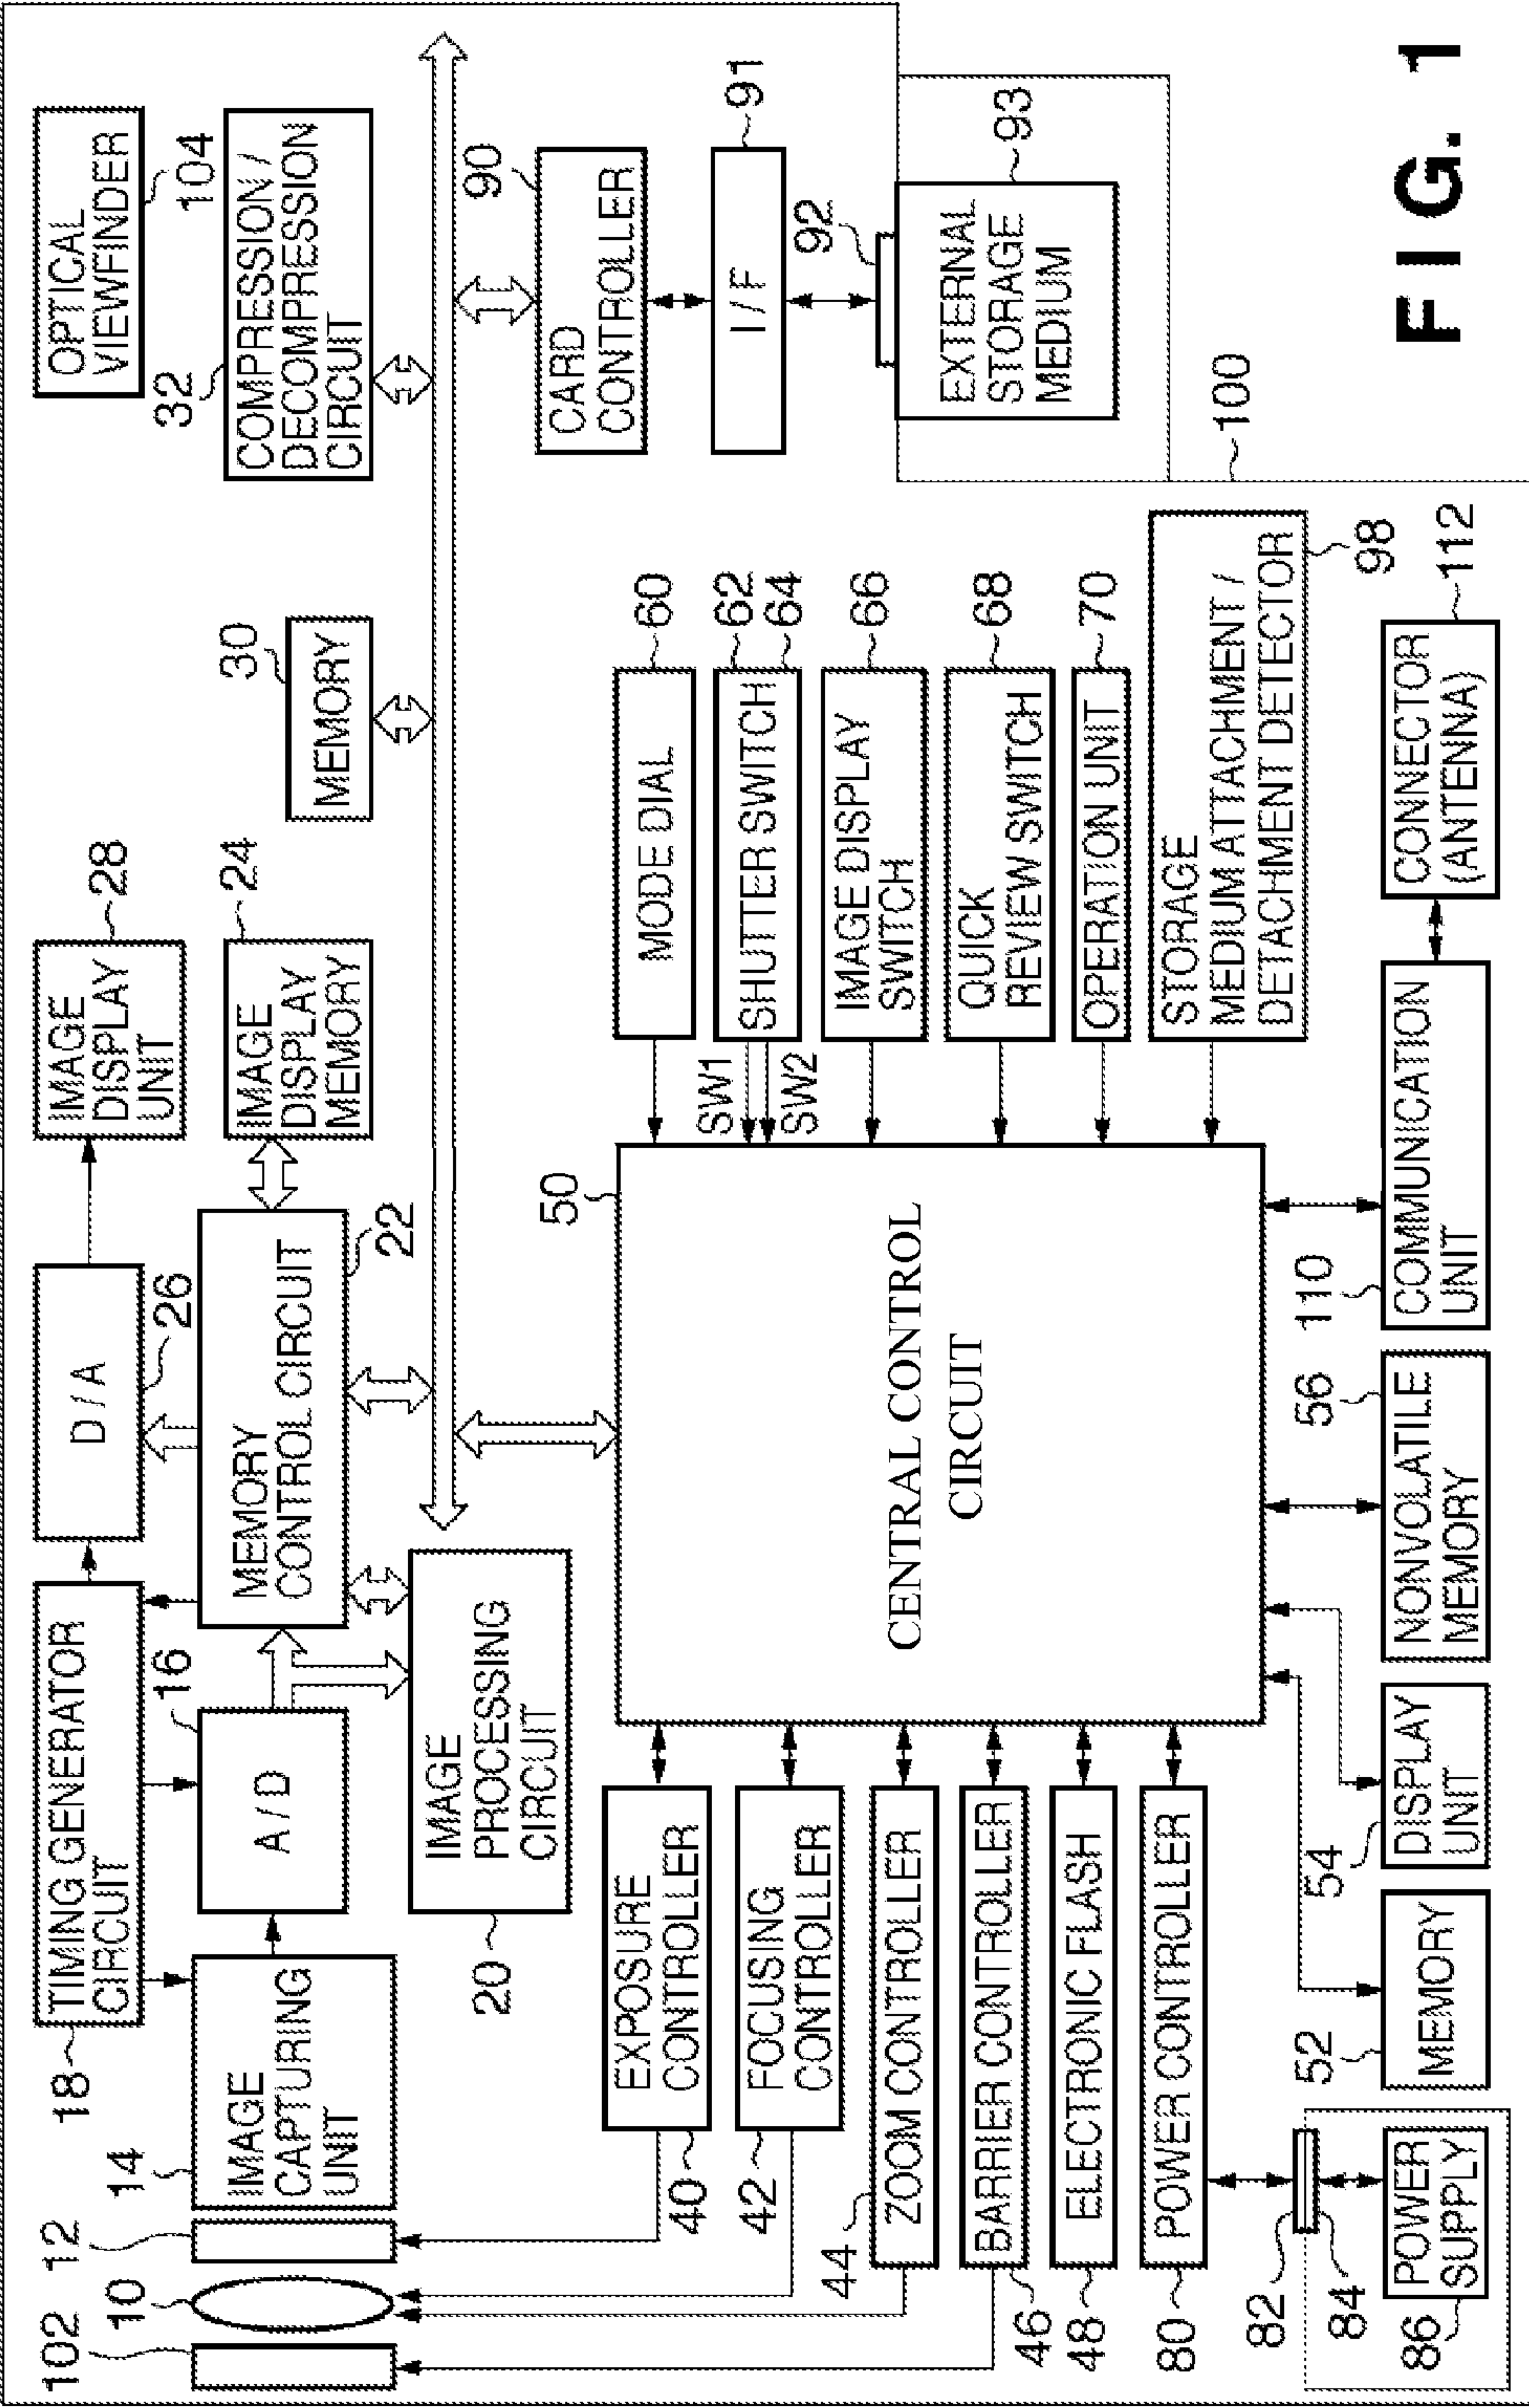 102
10
12
14
IMAGE
CAPTURING
UNIT
18
TIMING GENERATOR
CIRCUIT
16
A / D
D / A
26
IMAGE
DISPLAY
UNIT
28
MEMORY
CONTROL CIRCUIT
22
IMAGE
DISPLAY
MEMORY
24
30
MEMORY
OPTICAL
VIEWFINDER
104
32
COMPRESSION /
DECOMPRESSION
CIRCUIT
20
IMAGE
PROCESSING
CIRCUIT
EXPOSURE
CONTROLLER
40
FOCUSING
CONTROLLER
42
44
ZOOM CONTROLLER
BARRIER CONTROLLER
46
ELECTRONIC FLASH
48
POWER CONTROLLER
80
50
CENTRAL CONTROL
CIRCUIT
MODE DIAL
60
SW1
SW2
SHUTTER SWITCH
62
64
IMAGE DISPLAY
SWITCH
66
QUICK
REVIEW SWITCH
68
OPERATION UNIT
70
STORAGE
MEDIUM ATTACHMENT /
DETACHMENT DETECTOR
98
90
CARD
CONTROLLER
I / F
91
92
EXTERNAL
STORAGE
MEDIUM
93
100
82
84
POWER
SUPPLY
86
52
MEMORY
54
DISPLAY
UNIT
56
NONVOLATILE
MEMORY
110
COMMUNICATION
UNIT
CONNECTOR
(ANTENNA)
112
FIG. 1